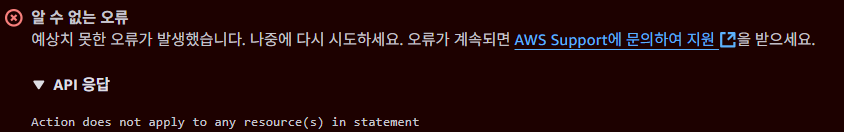 알 수 없는 오류
예상치 못한 오류가 발생했습니다. 나중에 다시 시도하세요. 오류가 계속되면 AWS Support에 문의하여 지원 을 받으세요.
▼ API 응답
Action does not apply to any resource(s) in statement